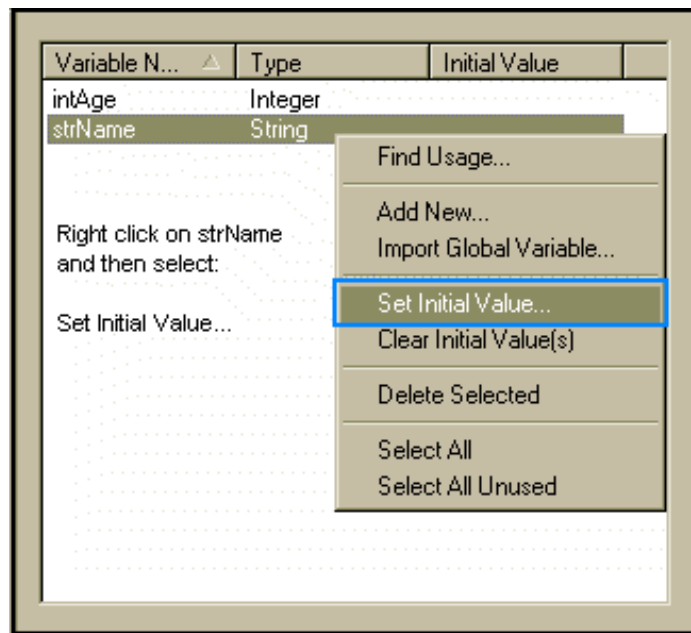 Variable N... Type Initial Value
intAge Integer
strName String
Find Usage...
Add New...
Import Global Variable...
Set Initial Value...
Clear Initial Value(s)
Delete Selected
Select All
Select All Unused
Right click on strName
and then select:
Set Initial Value...